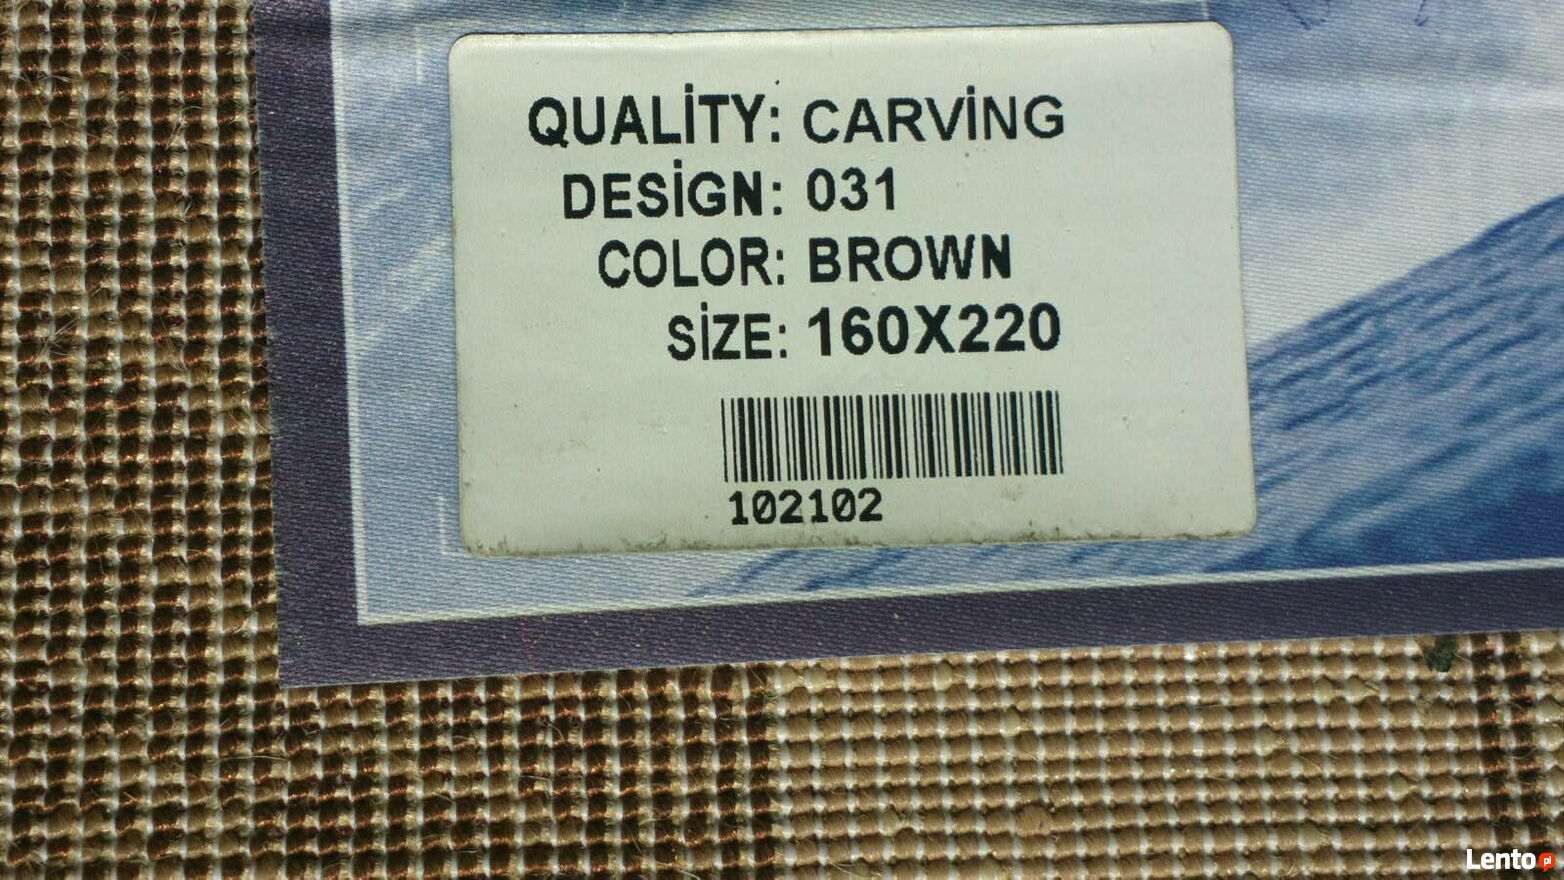 QUALİTY: CARVİNG
DESİGN: 031
COLOR: BROWN
SİZE: 160X220
102102
Lento pl